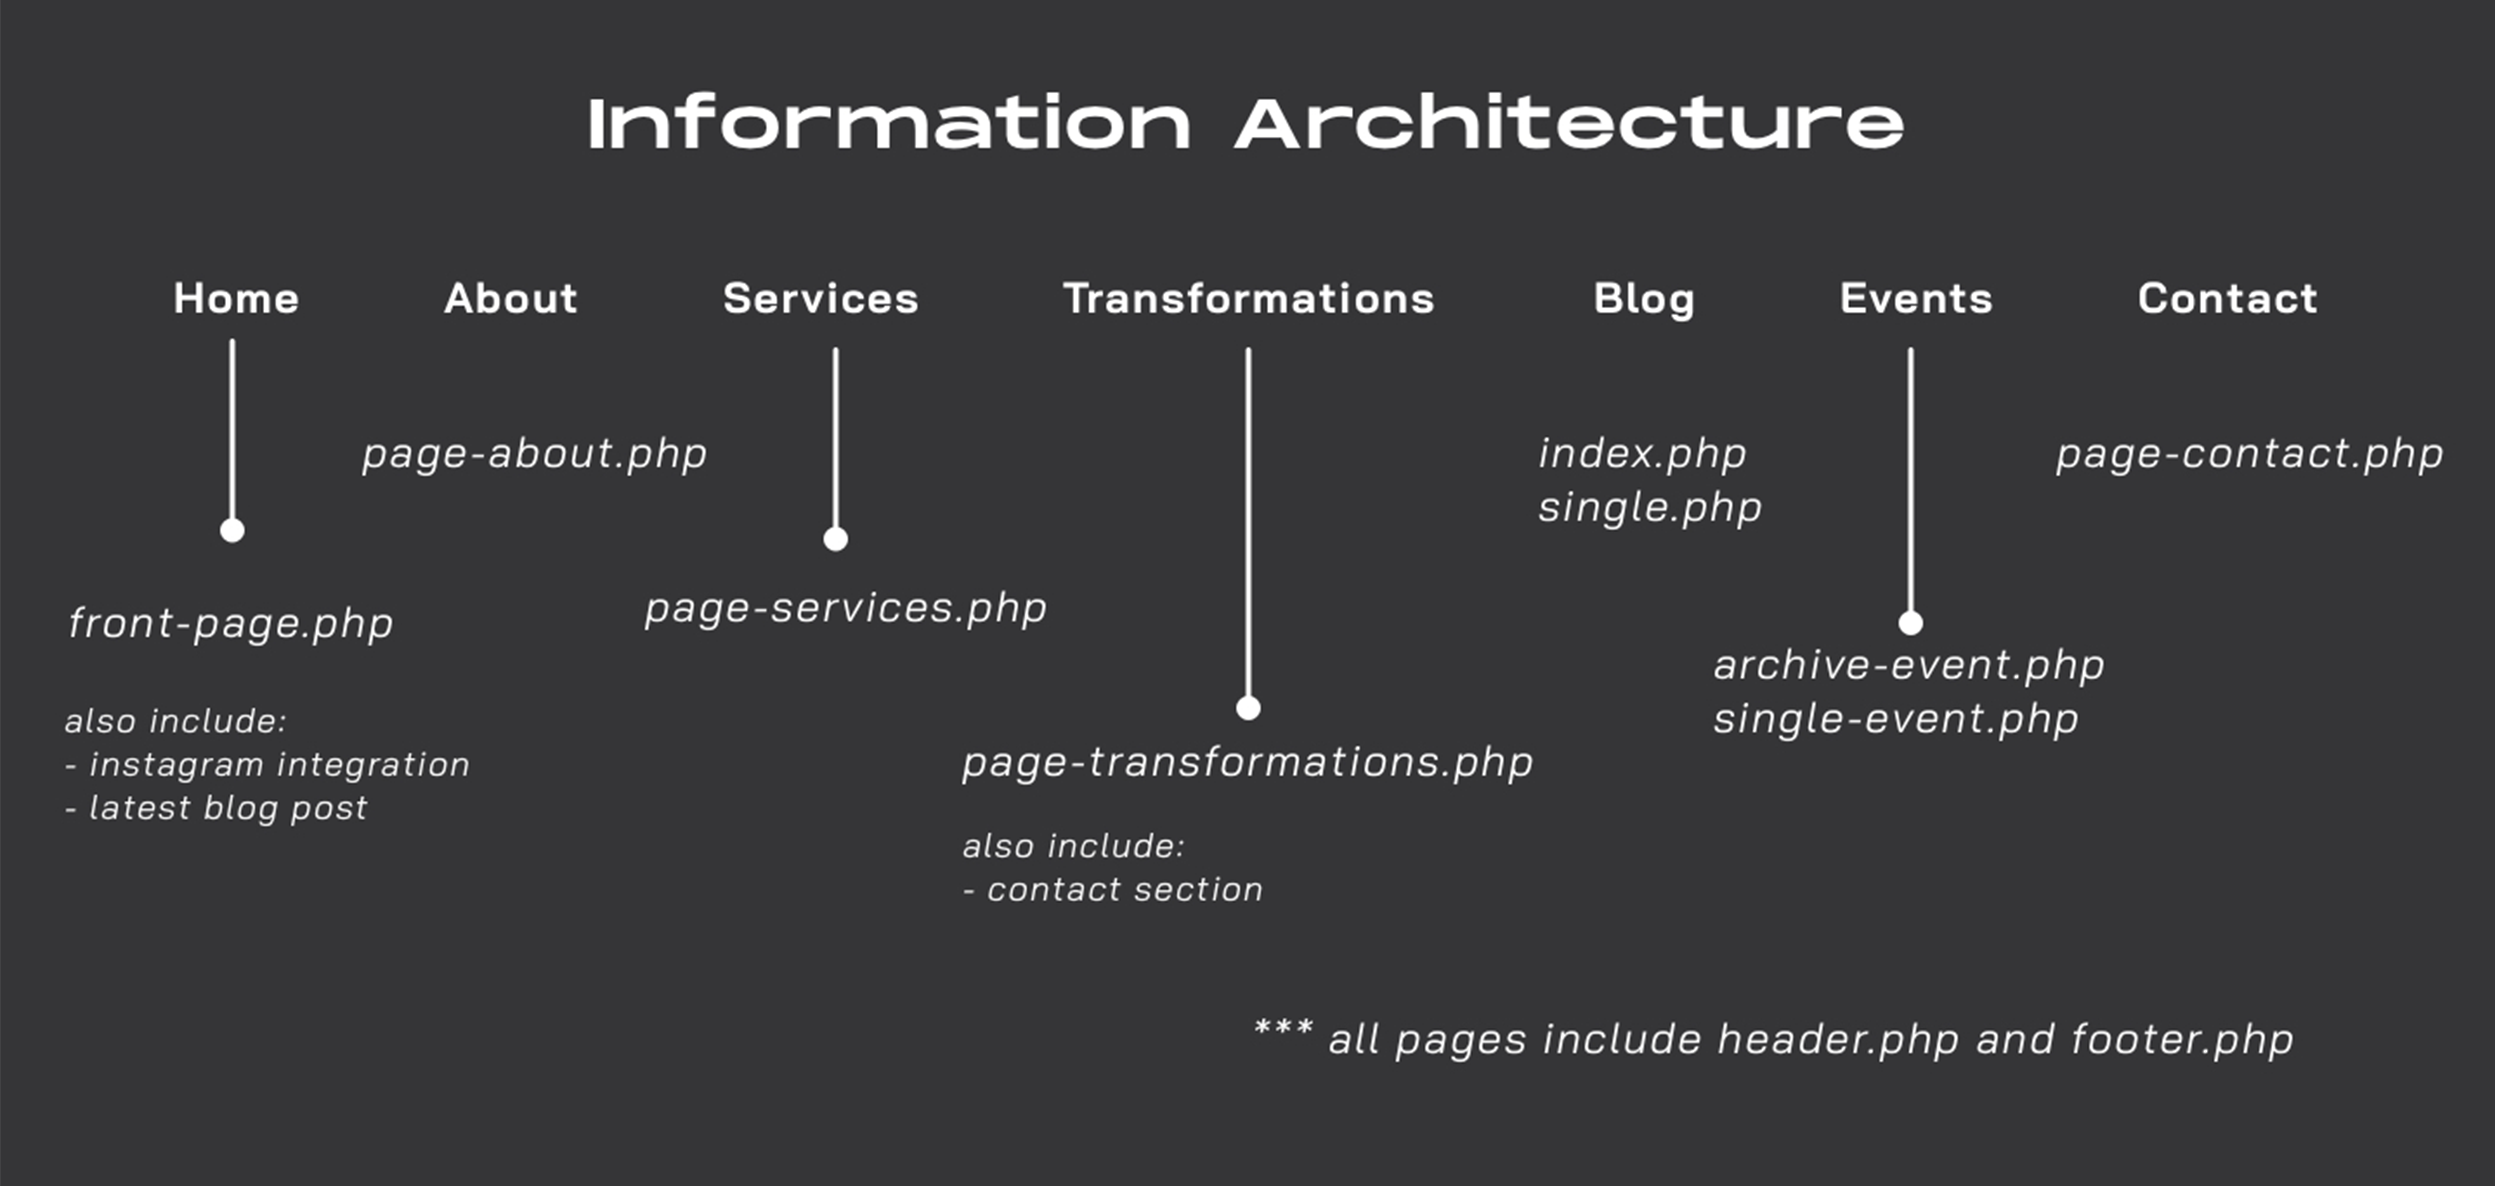 Information Architecture
Home
About
Services
Transformations
Blog
Events
Contact
front-page.php
also include:
- instagram integration
- latest blog post
page-about.php
page-services.php
page-transformations.php
also include:
- contact section
index.php
single.php
archive-event.php
single-event.php
page-contact.php
*** all pages include header.php and footer.php